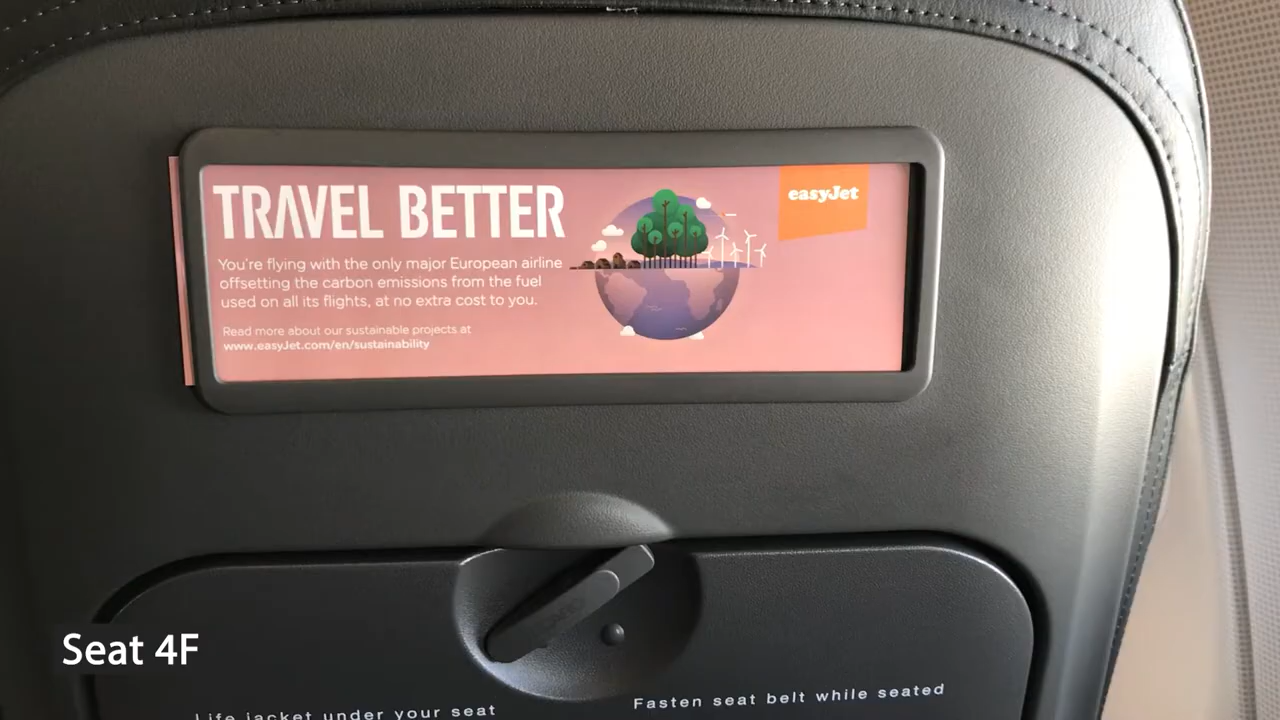 TRAVEL BETTER
easyJet
You're flying with the only major European airline
offsetting the carbon emissions from the fuel
used on all its flights, at no extra cost to you.
Read more about our sustainable projects at
www.easyJet.com/en/sustainability
Seat 4F
Life jacket under your seat
Fasten seat belt while seated